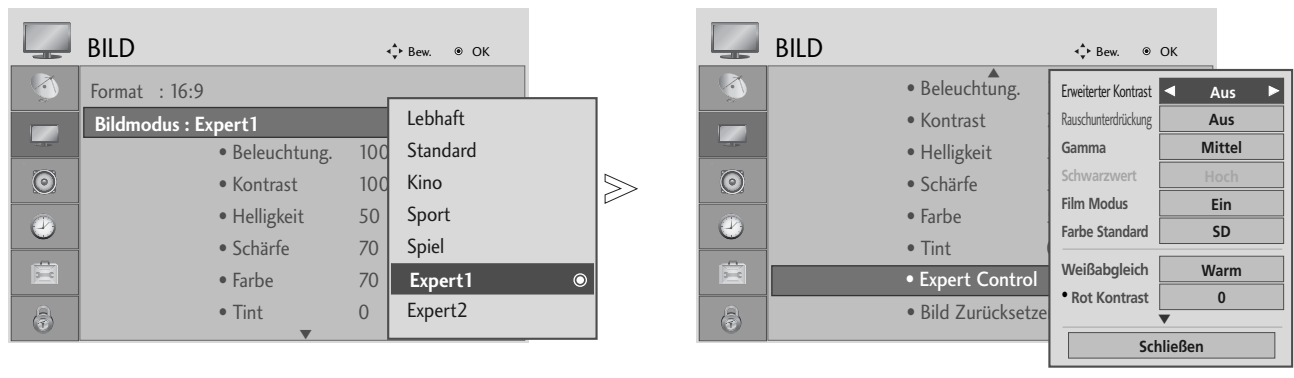 BILD
Bew. OK
Format : 16:9
Bildmodus : Expert1
• Beleuchtung. 100
• Kontrast 100
• Helligkeit 50
• Schärfe 70
• Farbe 70
• Tint 0
Lebhaft
Standard
Kino
Sport
Spiel
Expert1
Expert2
BILD
Bew. OK
• Beleuchtung.
• Kontrast
• Helligkeit
• Schärfe
• Farbe
• Tint
• Expert Control
• Bild Zurücksetze
Erweiterter Kontrast Aus
Rauschunterdrückung Aus
Gamma Mittel
Schwarzwert Hoch
Film Modus Ein
Farbe Standard SD
Weißabgleich Warm
• Rot Kontrast 0
Schließen